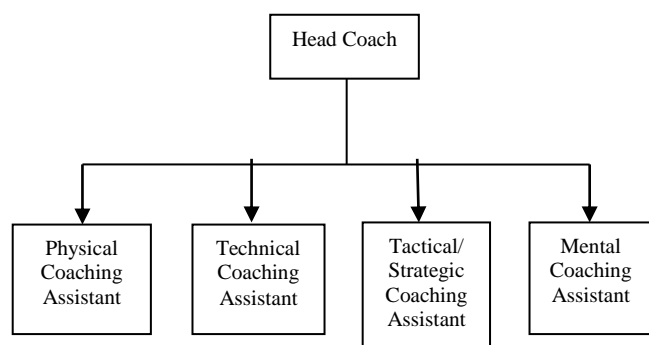 Head Coach
Physical
Coaching
Assistant
Technical
Coaching
Assistant
Tactical/
Strategic
Coaching
Assistant
Mental
Coaching
Assistant